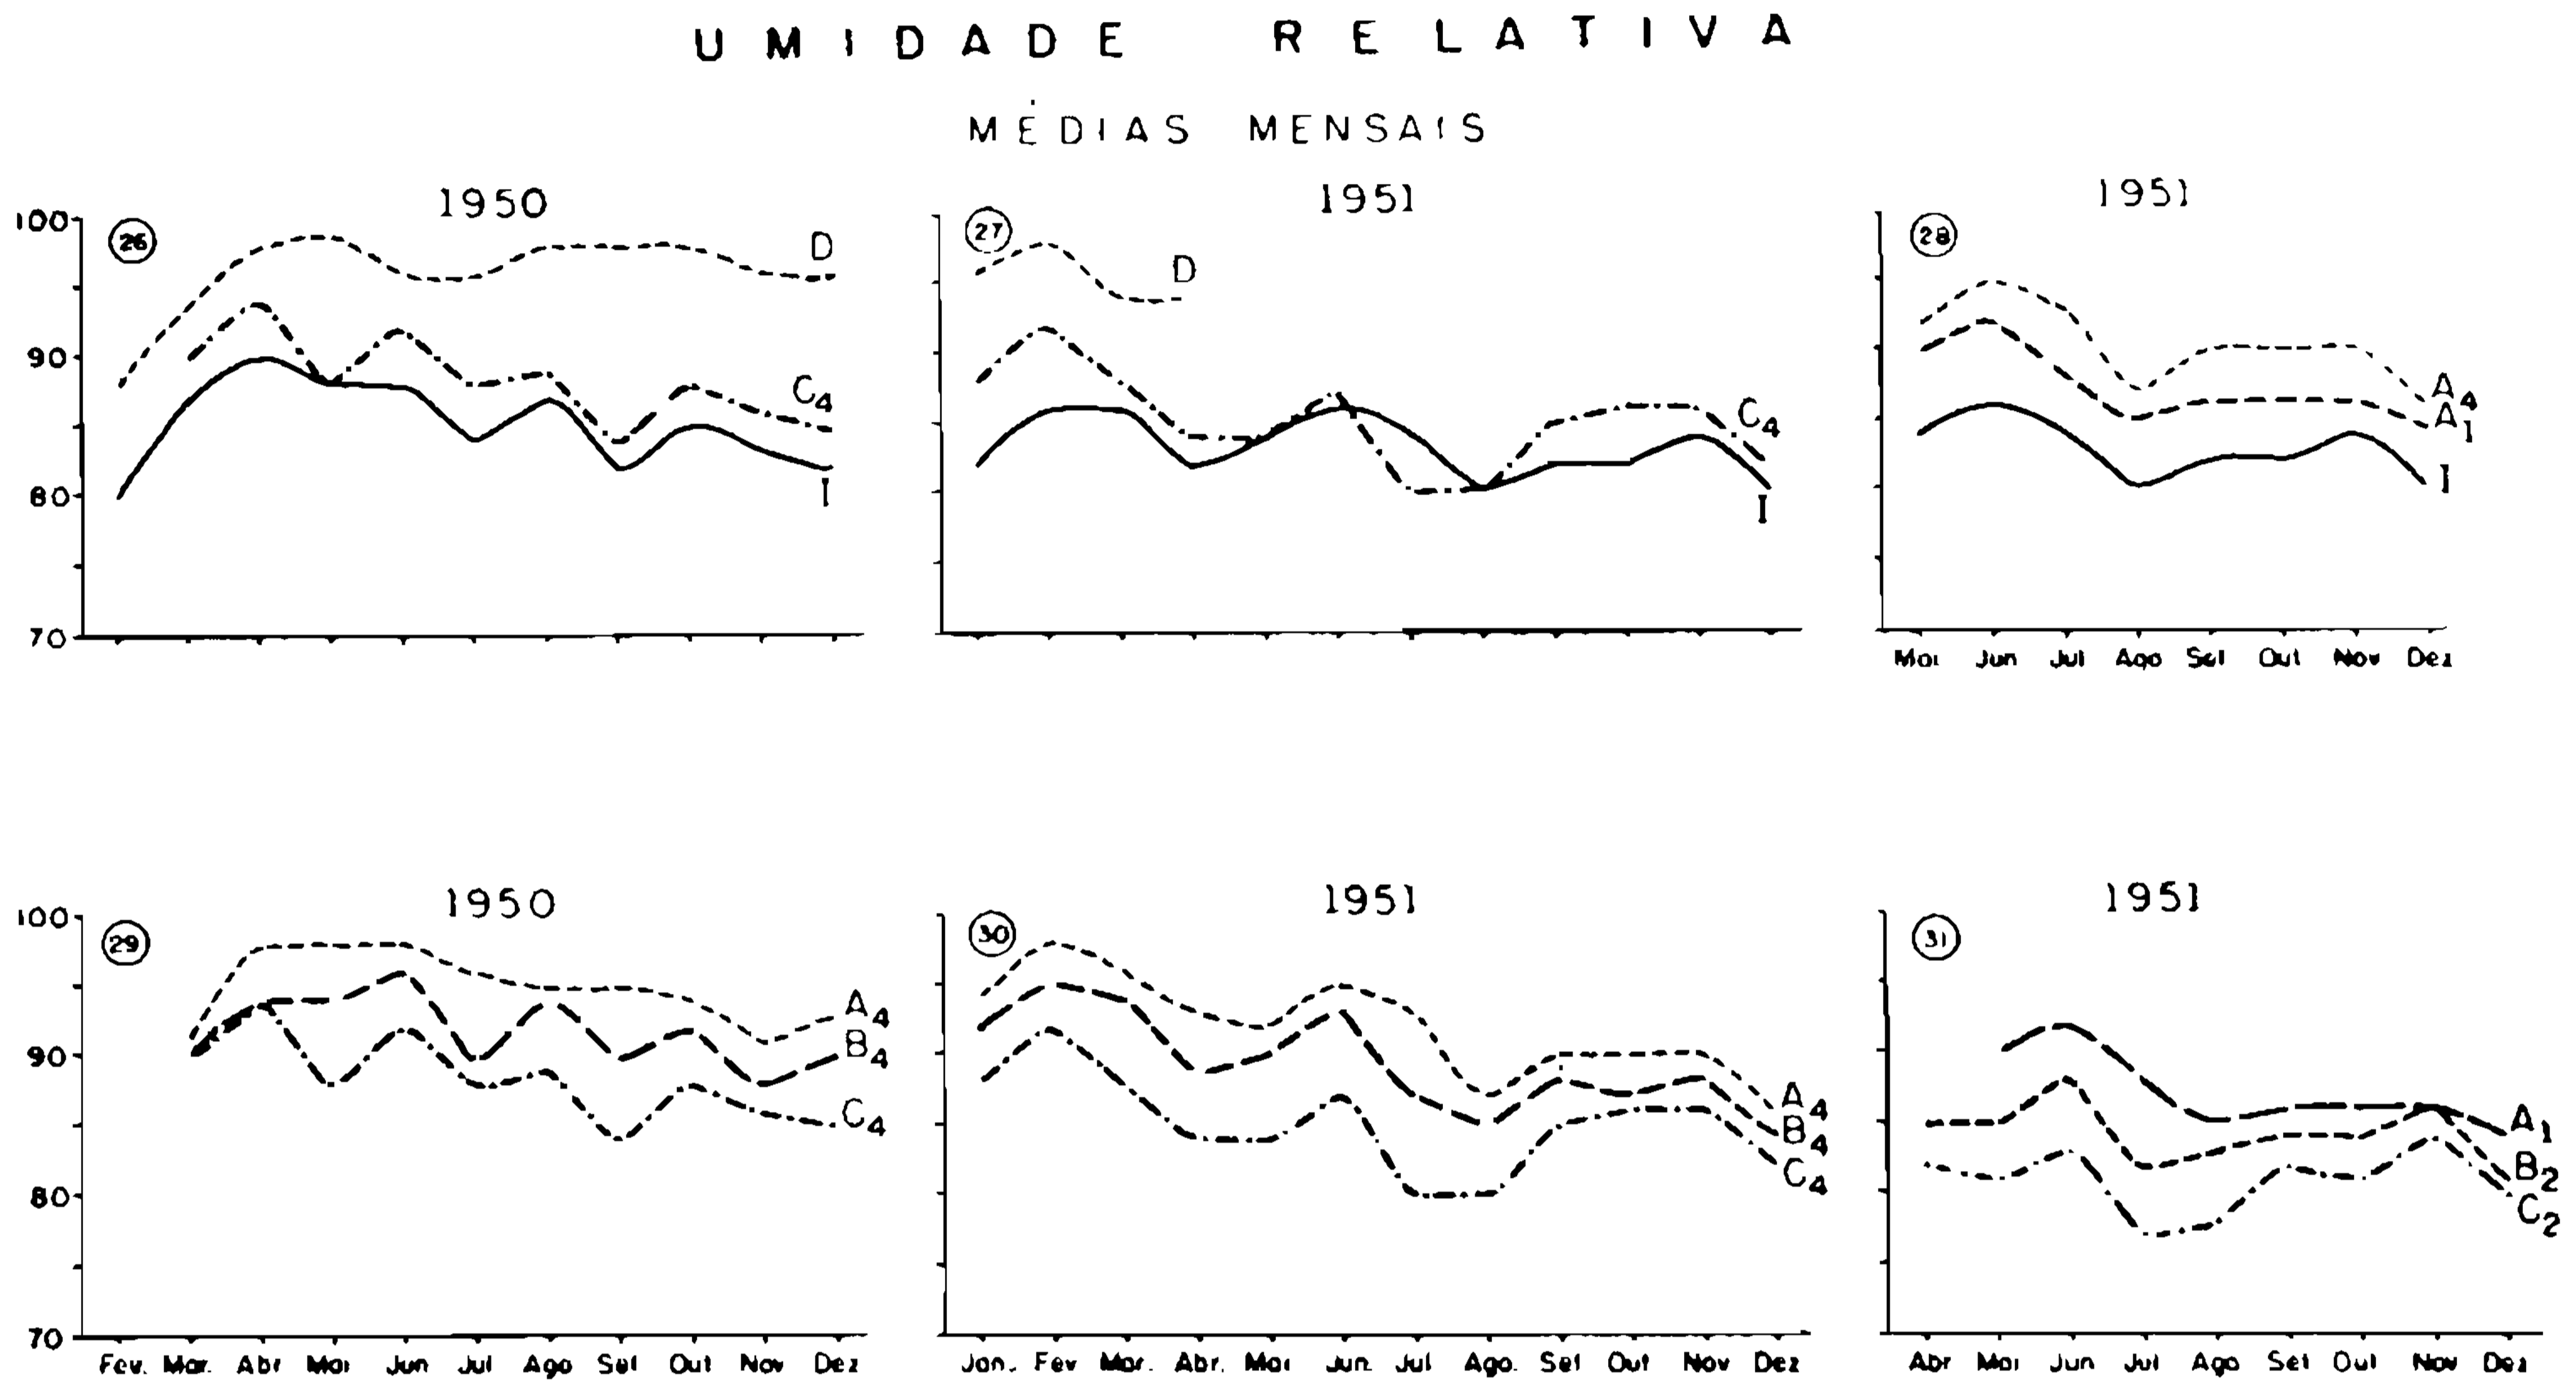 UMIDADE RELATIVA
MÉDIAS MENSAIS
1950
1951
1951
100
90
80
70
26
D
C4
I
27
D
C4
I
28
A4
A1
I
Mai Jun Jul Ago Set Out Nov Dez
1950
1951
1951
100
90
80
70
29
A4
B4
C4
30
A4
B4
C4
31
A1
B2
C2
Fev. Mar. Abr Mai Jun Jul Ago Set Out Nov Dez
Jan. Fev Mar. Abr. Mai Jun. Jul Ago. Set Out Nov Dez
Abr Mai Jun Jul Ago Set Out Nov Dez